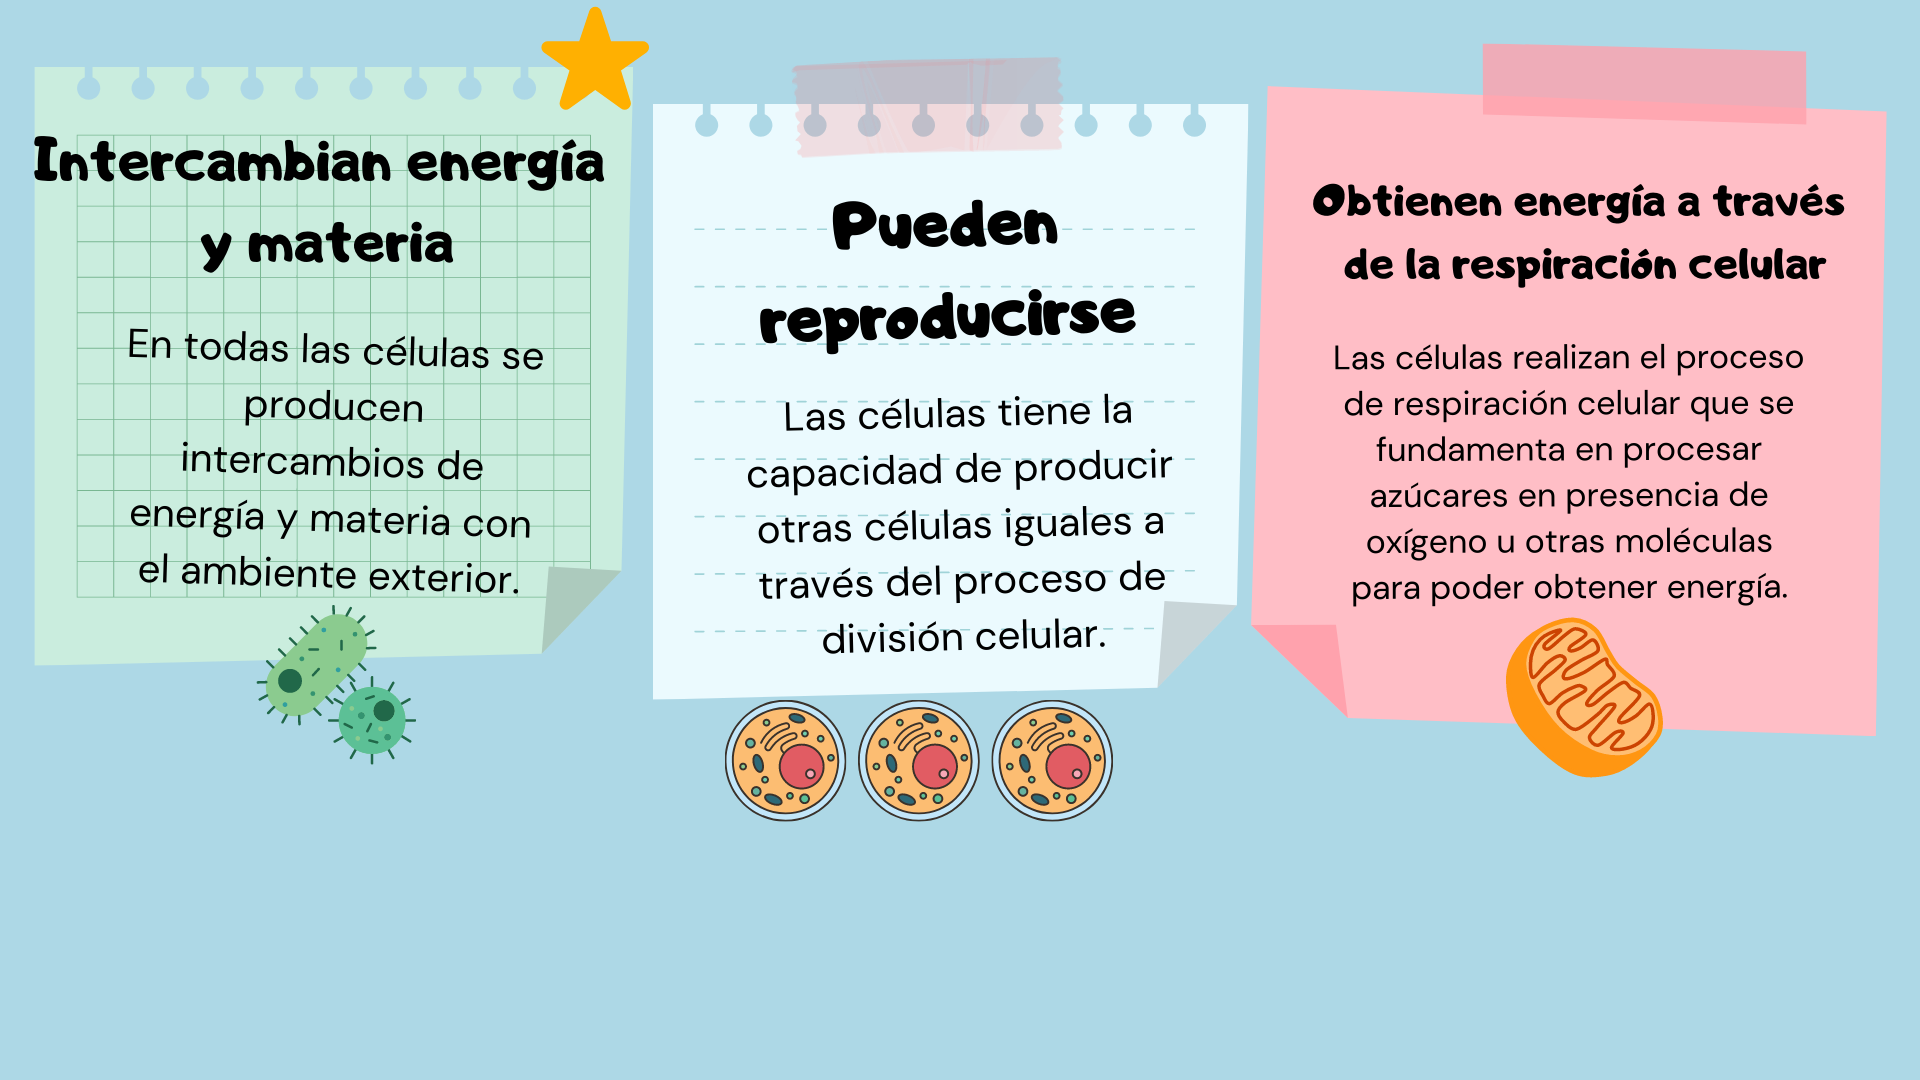 Intercambian energía
y materia
En todas las células se
producen
intercambios de
energía y materia con
el ambiente exterior.
Pueden
reproducirse
Las células tiene la
capacidad de producir
otras células iguales a
través del proceso de
división celular.
Obtienen energía a través
de la respiración celular
Las células realizan el proceso
de respiración celular que se
fundamenta en procesar
azúcares en presencia de
oxígeno u otras moléculas
para poder obtener energía.